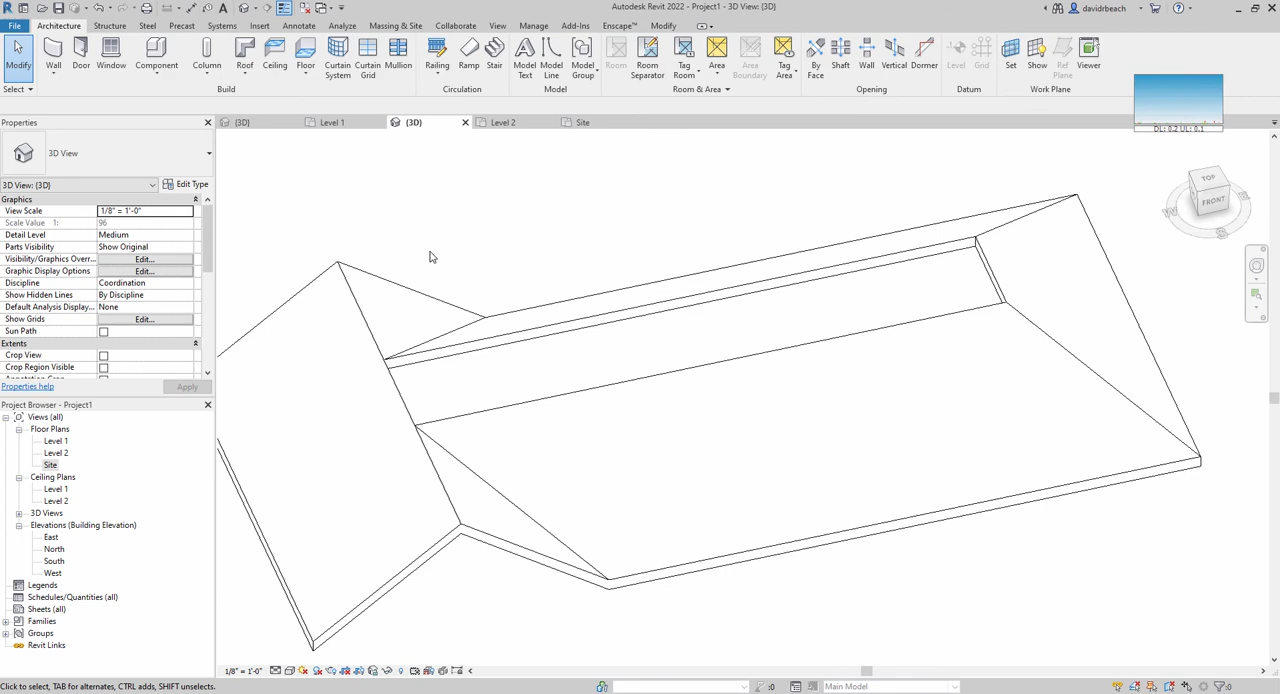 Autodesk Revit 2022 - Project1 - 3D View: {3D}
davidrbeach
File Architecture Structure Steel Precast Systems Insert Annotate Analyze Massing & Site Collaborate View Manage Add-Ins Enscape™ Modify
Modify Wall Door Window Component Column Roof Ceiling Floor Curtain System Curtain Grid Mullion Railing Ramp Stair Model Text Model Line Model Group Room Room Separator Tag Room Area Area Boundary Tag Area By Face Shaft Wall Vertical Dormer Level Grid Set Show Ref Plane Viewer
Select Build Circulation Model Room & Area Opening Datum Work Plane
Properties
{3D} Level 1 {3D} Level 2 Site
DL: 0.2 UL: 0.1
3D View
3D View: {3D} Edit Type
Graphics
View Scale 1/8" = 1'-0"
Scale Value 1: 96
Detail Level Medium
Parts Visibility Show Original
Visibility/Graphics Over... Edit...
Graphic Display Options Edit...
Discipline Coordination
Show Hidden Lines By Discipline
Default Analysis Display... None
Show Grids Edit...
Sun Path
Extents
Crop View
Crop Region Visible
Properties help Apply
Project Browser - Project1
Views (all)
Floor Plans
Level 1
Level 2
Site
Ceiling Plans
Level 1
Level 2
3D Views
Elevations (Building Elevation)
East
North
South
West
Legends
Schedules/Quantities (all)
Sheets (all)
Families
Groups
Revit Links
TOP
FRONT
W
S
E
1/8" = 1'-0"
Click to select, TAB for alternates, CTRL adds, SHIFT unselects.
:0
Main Model
:0